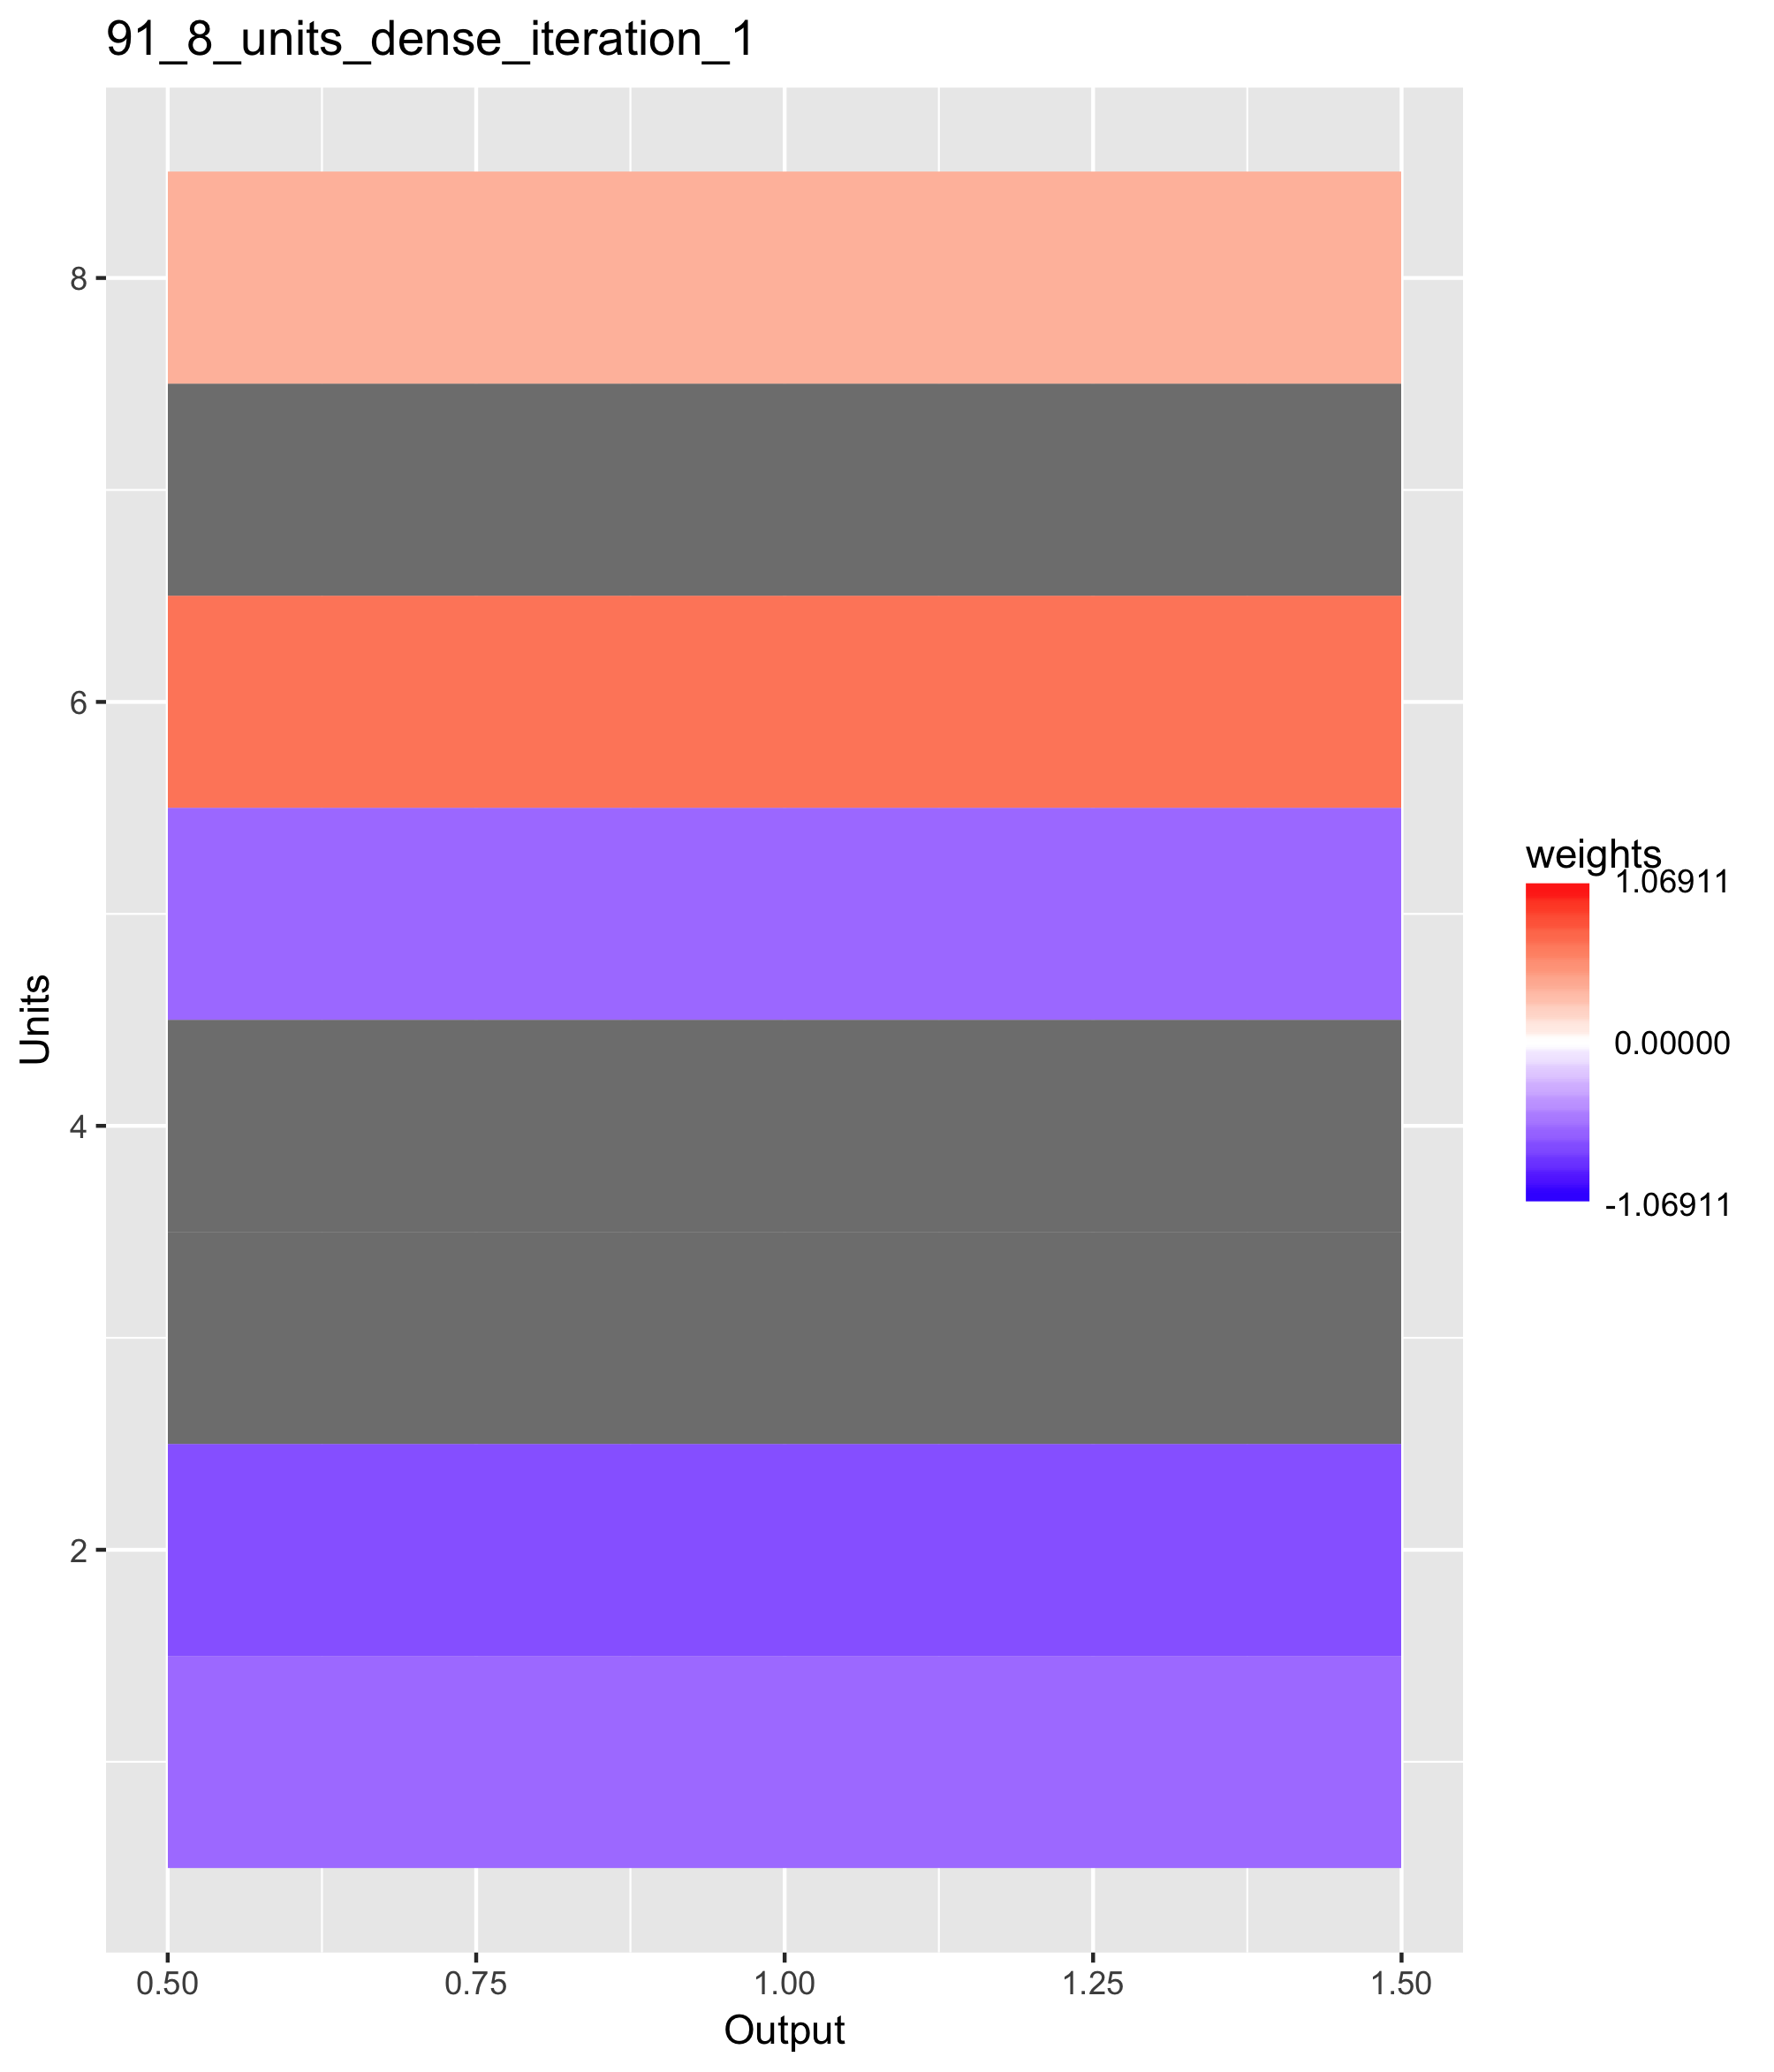 91_8_units_dense_iteration_1
8
6
4
2
Units
0.50 0.75 1.00 1.25 1.50
Output
weights
1.06911
0.00000
-1.06911